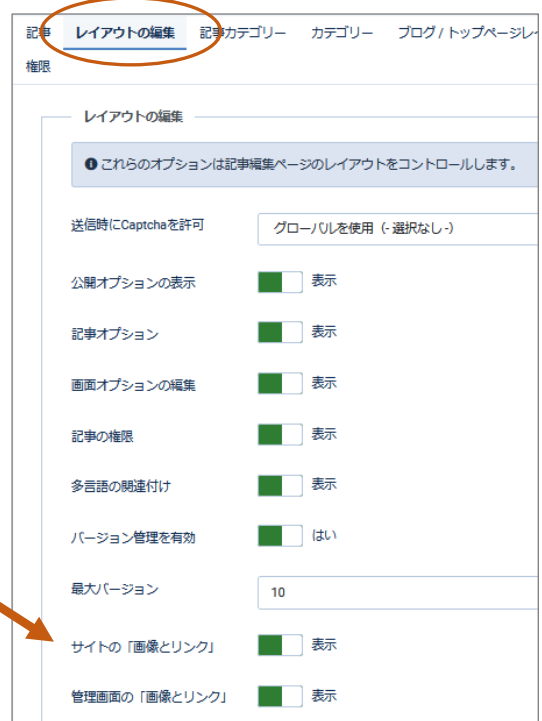 記事 レイアウトの編集 記事カテゴリー カテゴリー ブログ / トップページレイ
権限
レイアウトの編集
これらのオプションは記事編集ページのレイアウトをコントロールします。
送信時にCaptchaを許可 グローバルを使用（- 選択なし -）
公開オプションの表示 表示
記事オプション 表示
画面オプションの編集 表示
記事の権限 表示
多言語の関連付け 表示
バージョン管理を有効 はい
最大バージョン 10
サイトの「画像とリンク」 表示
管理画面の「画像とリンク」 表示